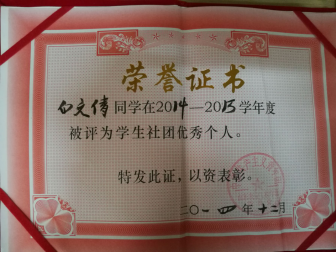 荣誉证书
白文倩同学在2014—2015学年度
被评为学生社团优秀个人。
特发此证，以资表彰。
二〇一四年十二月